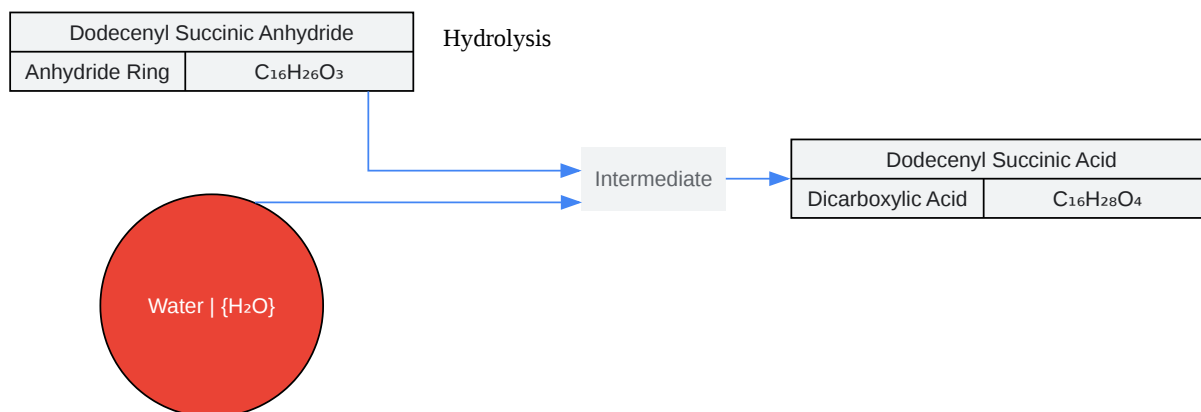 Dodecenyl Succinic Anhydride
Hydrolysis
Anhydride Ring
C₁₆H₂₆O₃
Intermediate
Dodecenyl Succinic Acid
Dicarboxylic Acid
C₁₆H₂₈O₄
Water | {H₂O}